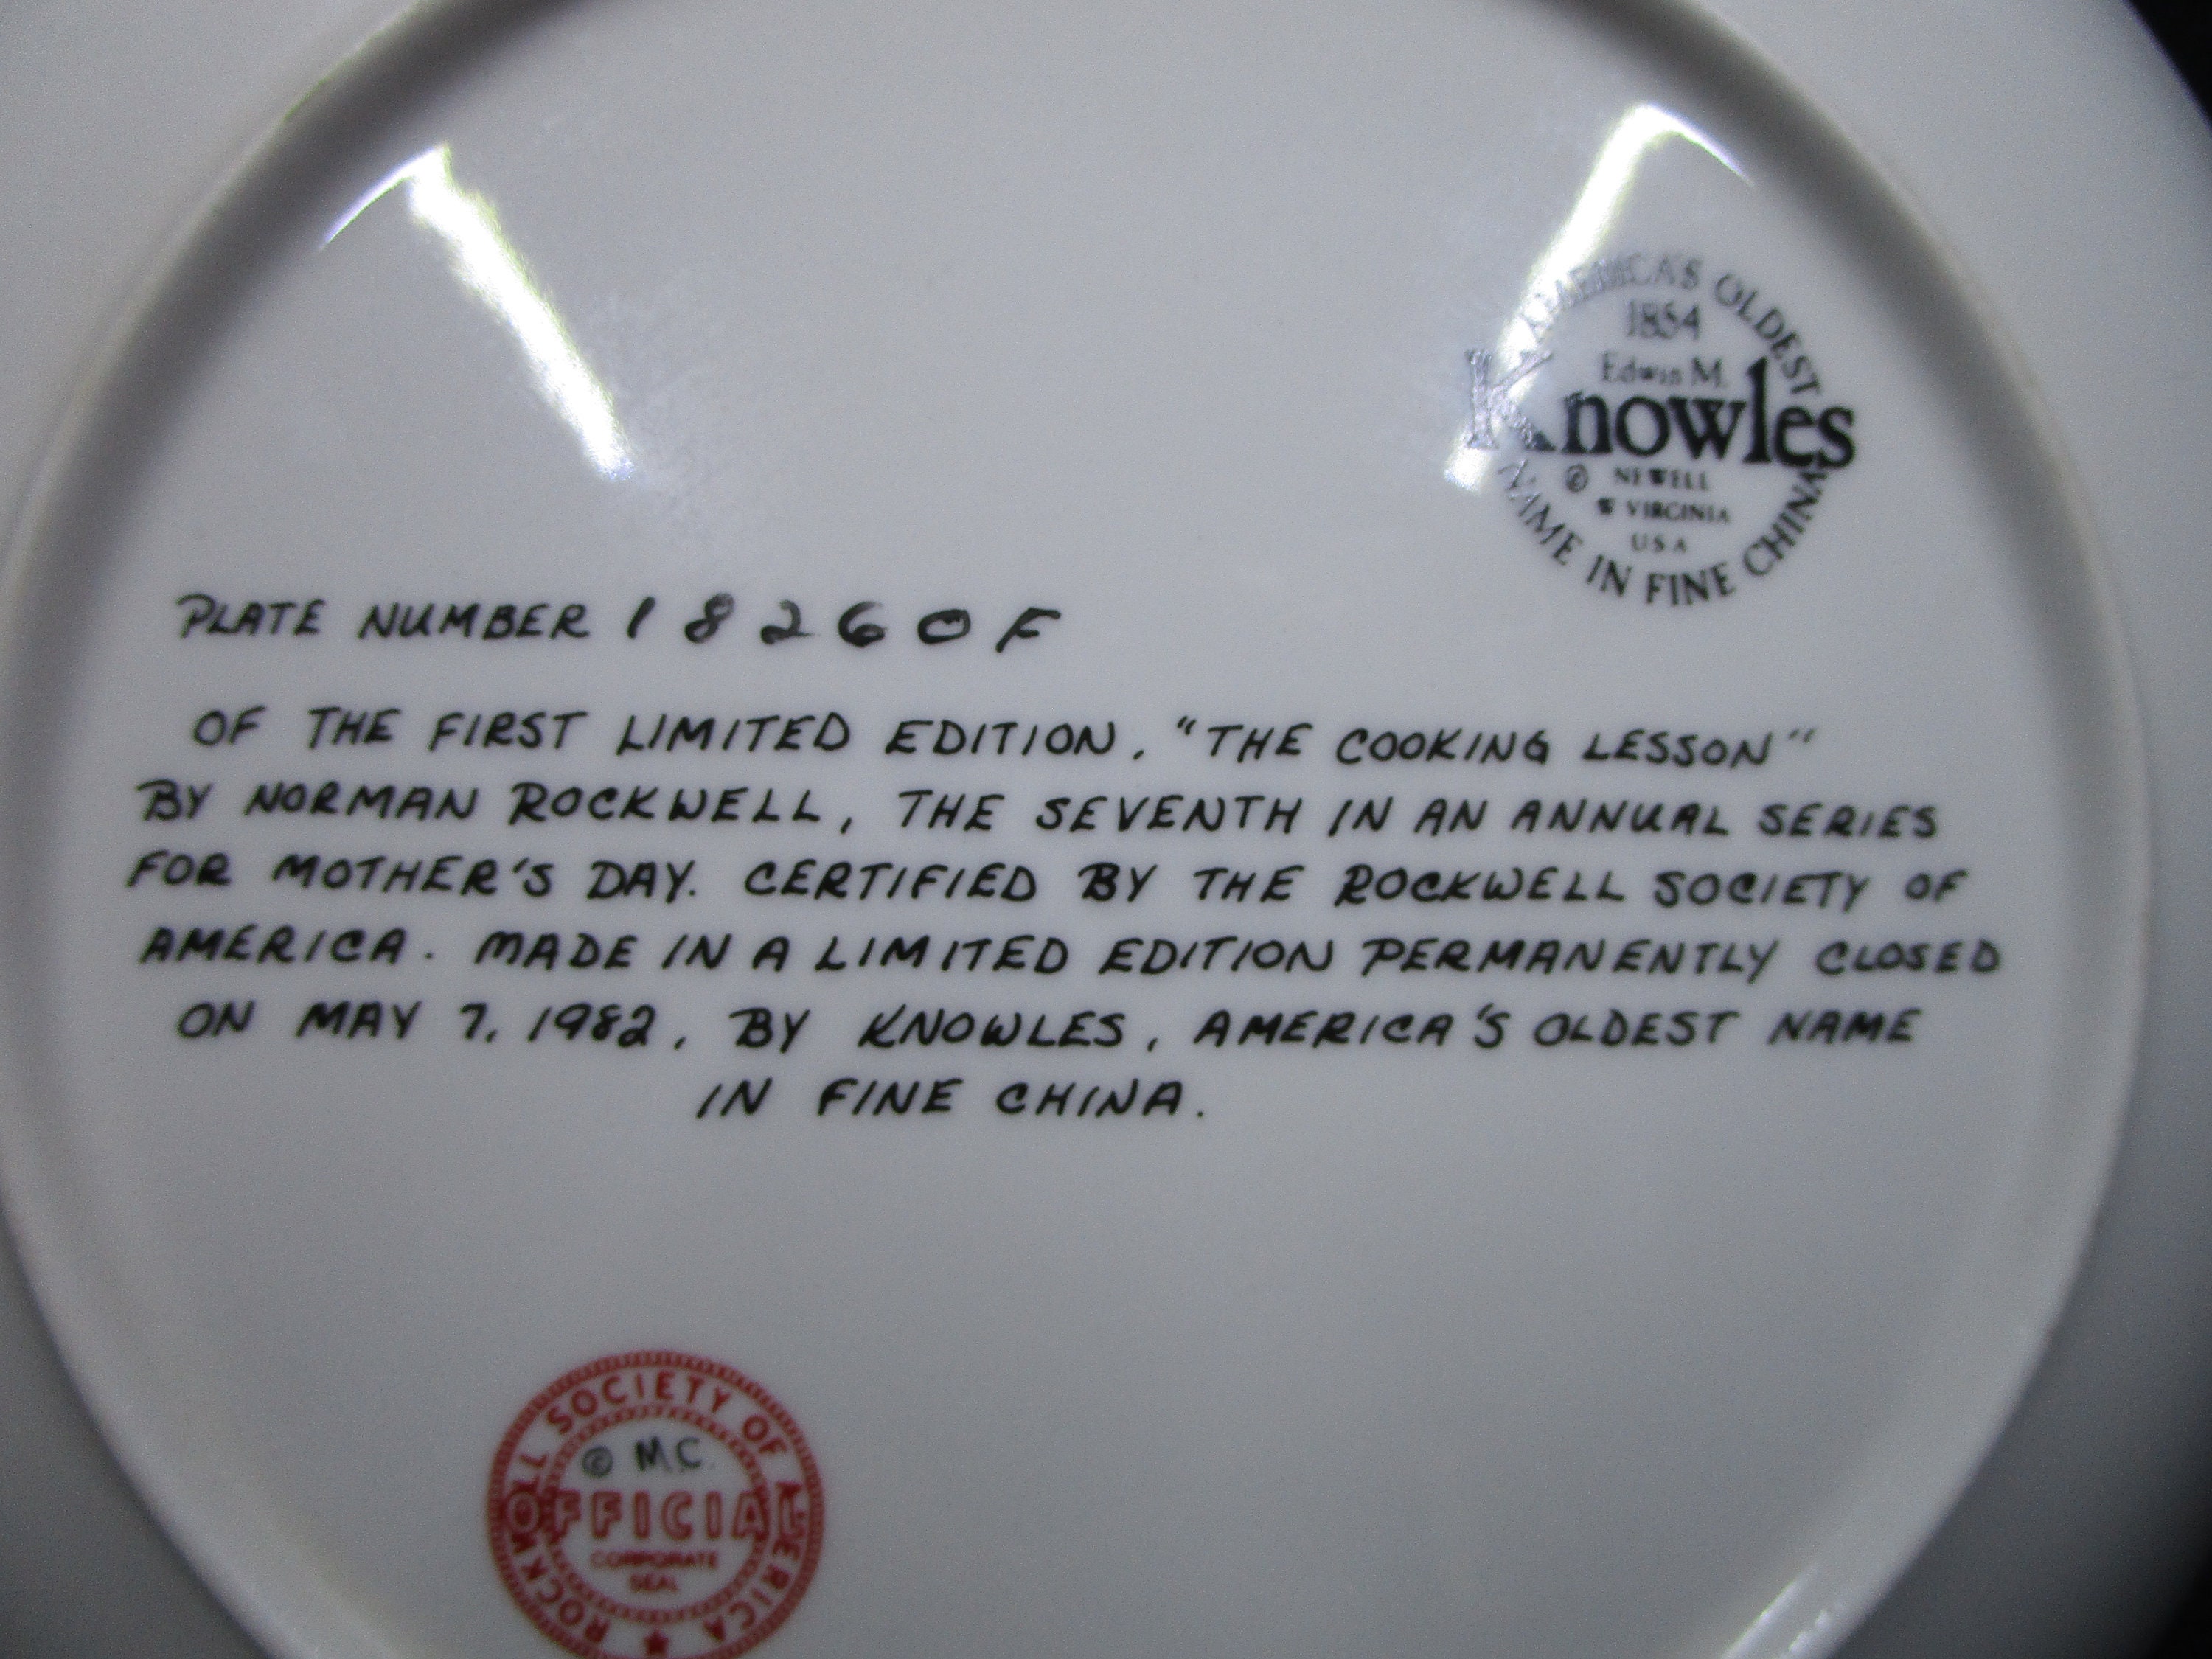 AMERICA'S OLDEST
1854
Edwin M.
Knowles
© NEWELL
W VIRGINIA
USA
NAME IN FINE CHINA
PLATE NUMBER 18260F
OF THE FIRST LIMITED EDITION, "THE COOKING LESSON"
BY NORMAN ROCKWELL, THE SEVENTH IN AN ANNUAL SERIES
FOR MOTHER'S DAY. CERTIFIED BY THE ROCKWELL SOCIETY OF
AMERICA. MADE IN A LIMITED EDITION PERMANENTLY CLOSED
ON MAY 7, 1982, BY KNOWLES, AMERICA'S OLDEST NAME
IN FINE CHINA.
ROCKWELL SOCIETY OF AMERICA ★
© M.C.
OFFICIAL
CORPORATE
SEAL